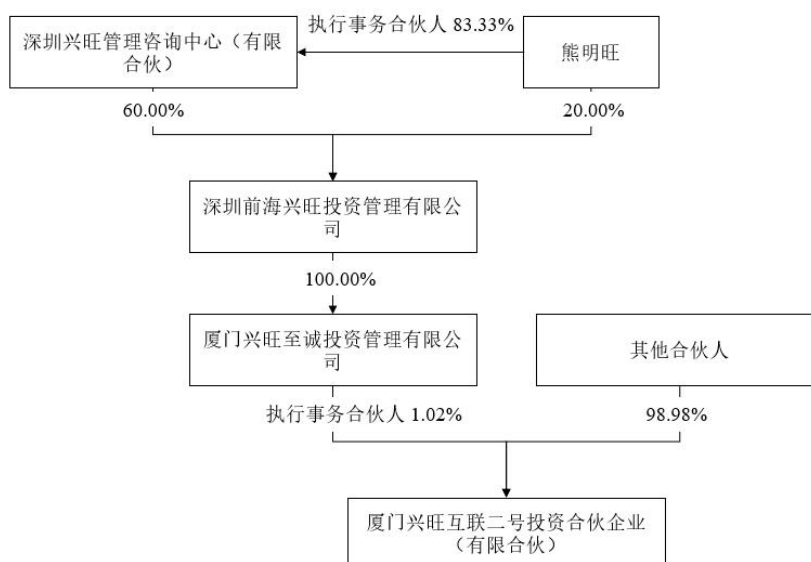 执行事务合伙人 83.33%
深圳兴旺管理咨询中心（有限
合伙）
熊明旺
60.00%
20.00%
深圳前海兴旺投资管理有限公
司
100.00%
厦门兴旺至诚投资管理有限公
司
其他合伙人
执行事务合伙人 1.02%
98.98%
厦门兴旺互联二号投资合伙企业
（有限合伙）